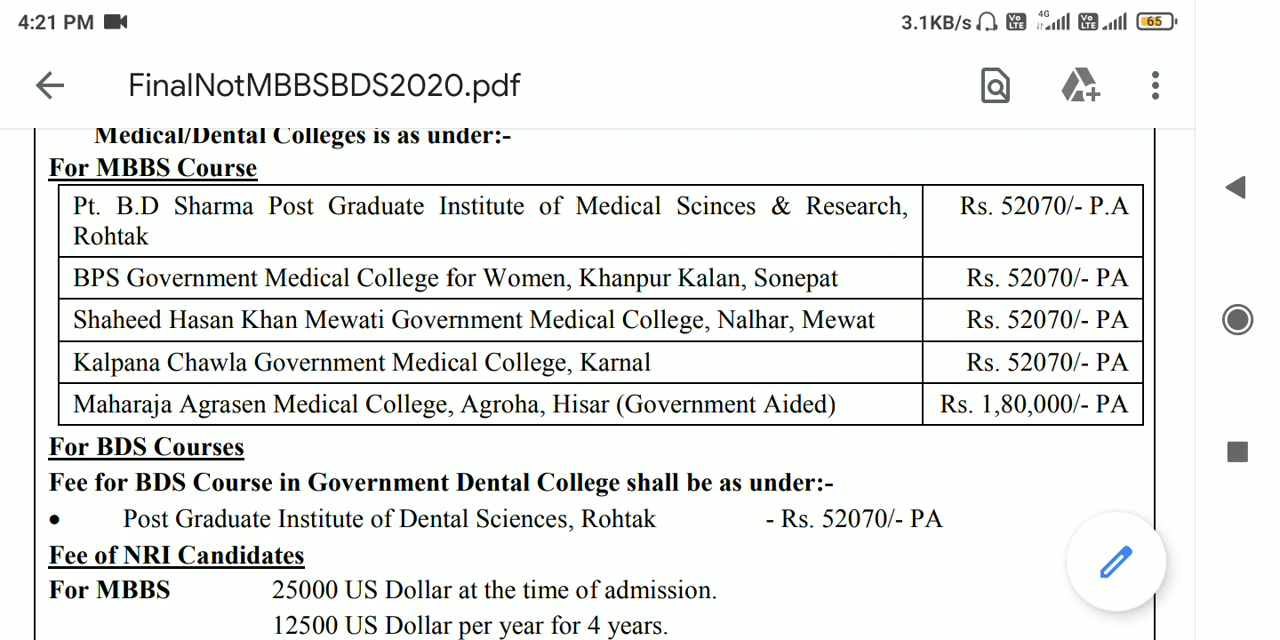 4:21 PM
3.1KB/s Vo LTE 4G Vo LTE 65
FinalNotMBBSBDS2020.pdf
Medical/Dental Colleges is as under:-
For MBBS Course
Pt. B.D Sharma Post Graduate Institute of Medical Scinces & Research, Rs. 52070/- P.A
Rohtak
BPS Government Medical College for Women, Khanpur Kalan, Sonepat Rs. 52070/- PA
Shaheed Hasan Khan Mewati Government Medical College, Nalhar, Mewat Rs. 52070/- PA
Kalpana Chawla Government Medical College, Karnal Rs. 52070/- PA
Maharaja Agrasen Medical College, Agroha, Hisar (Government Aided) Rs. 1,80,000/- PA
For BDS Courses
Fee for BDS Course in Government Dental College shall be as under:-
• Post Graduate Institute of Dental Sciences, Rohtak - Rs. 52070/- PA
Fee of NRI Candidates
For MBBS 25000 US Dollar at the time of admission.
12500 US Dollar per year for 4 years.